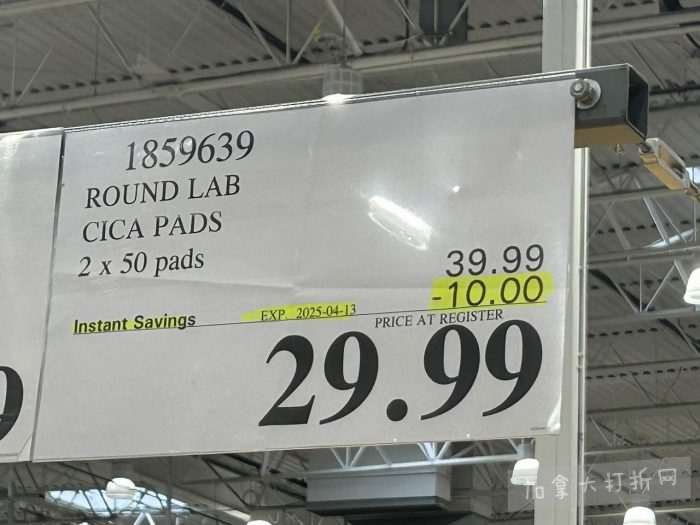 1859639
ROUND LAB
CICA PADS
2 x 50 pads
39.99
-10.00
Instant Savings
EXP. 2025-04-13
PRICE AT REGISTER
29.99
9
加拿大打折网